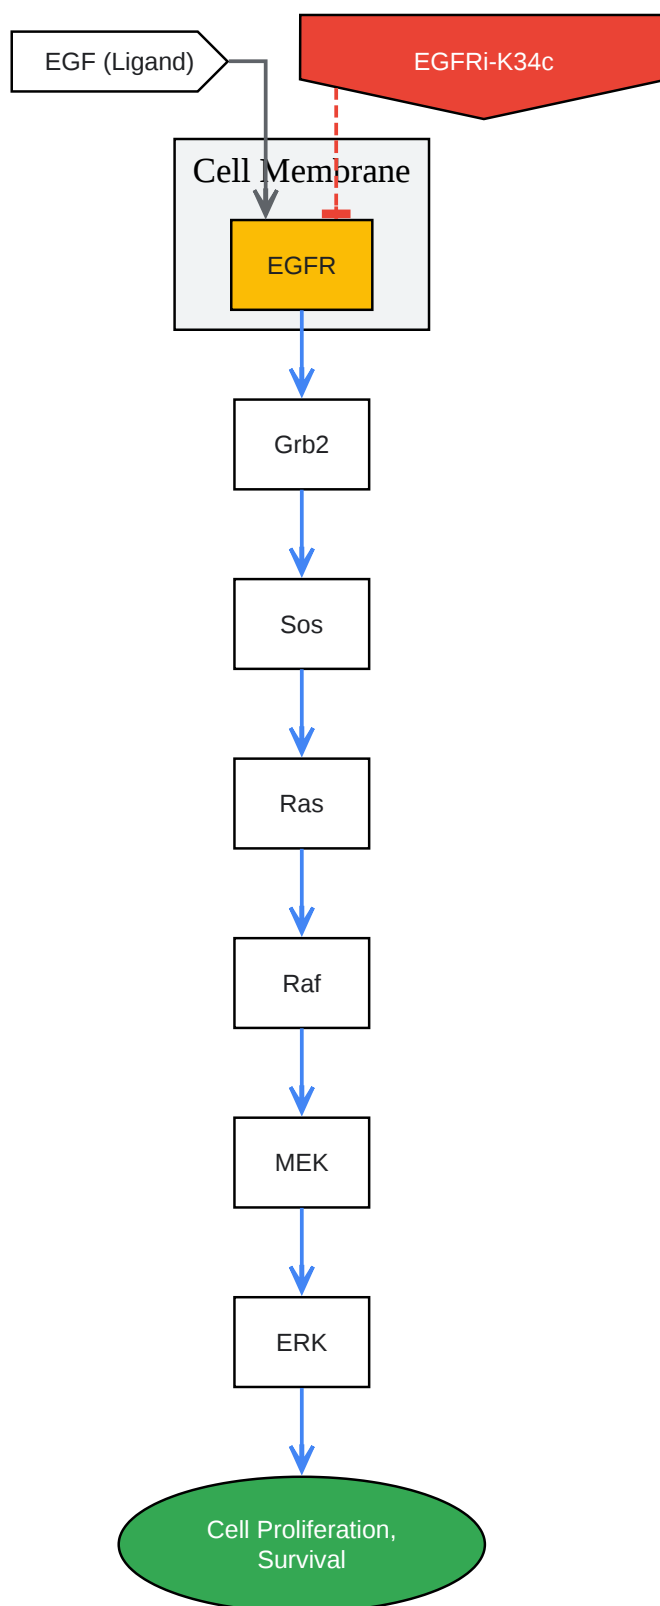 EGF (Ligand)
EGFRi-K34c
Cell Membrane
EGFR
Grb2
Sos
Ras
Raf
MEK
ERK
Cell Proliferation,
Survival